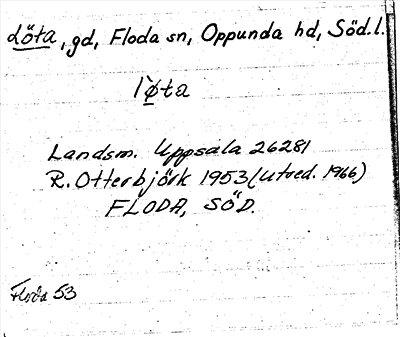 Löta, gd, Floda sn, Oppunda hd, Söd.l.
lø̀ta
Landsm. Uppsala 26281
R. Otterbjörk 1953 (utred. 1966)
FLODA, SÖD.
Floda 53